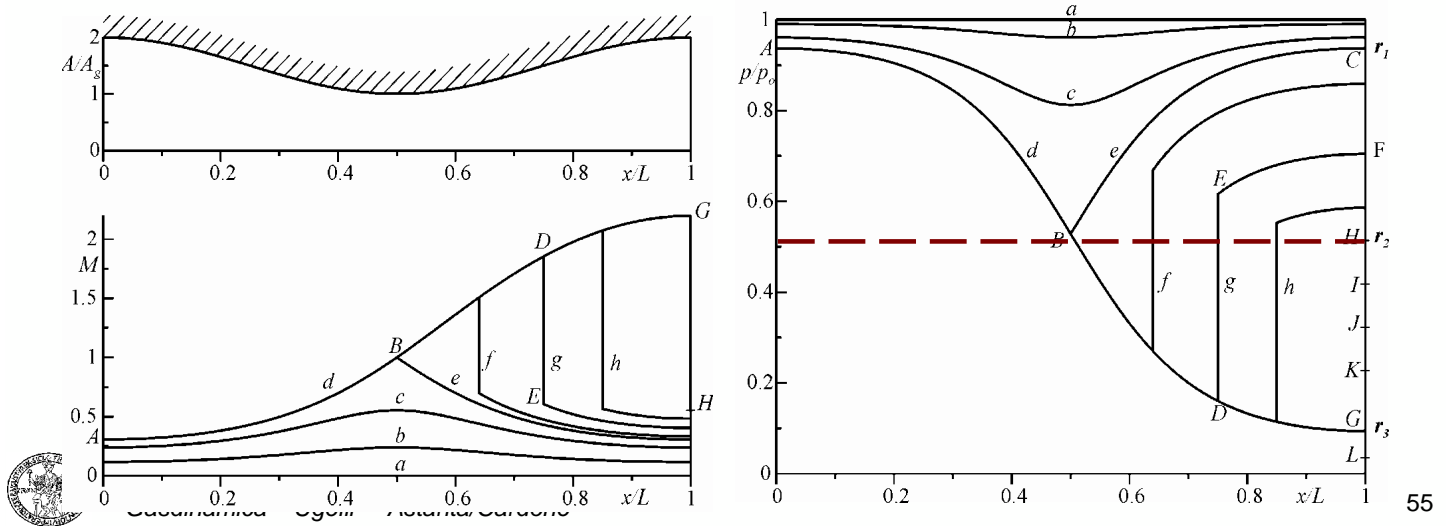 2
A/A_g
1
0
0 0.2 0.4 0.6 0.8 x/L 1
2
M
1.5
1
0.5
A
0
a
b
c
d
e
B
f
g
h
D
E
G
H
0 0.2 0.4 0.6 0.8 x/L 1
1
A
p/p_o
0.8
0.6
0.4
0.2
0
a
b
c
d
e
B
f
g
h
D
E
r_1
C
F
H r_2
I
J
K
G r_3
L
0 0.2 0.4 0.6 0.8 x/L 1
55